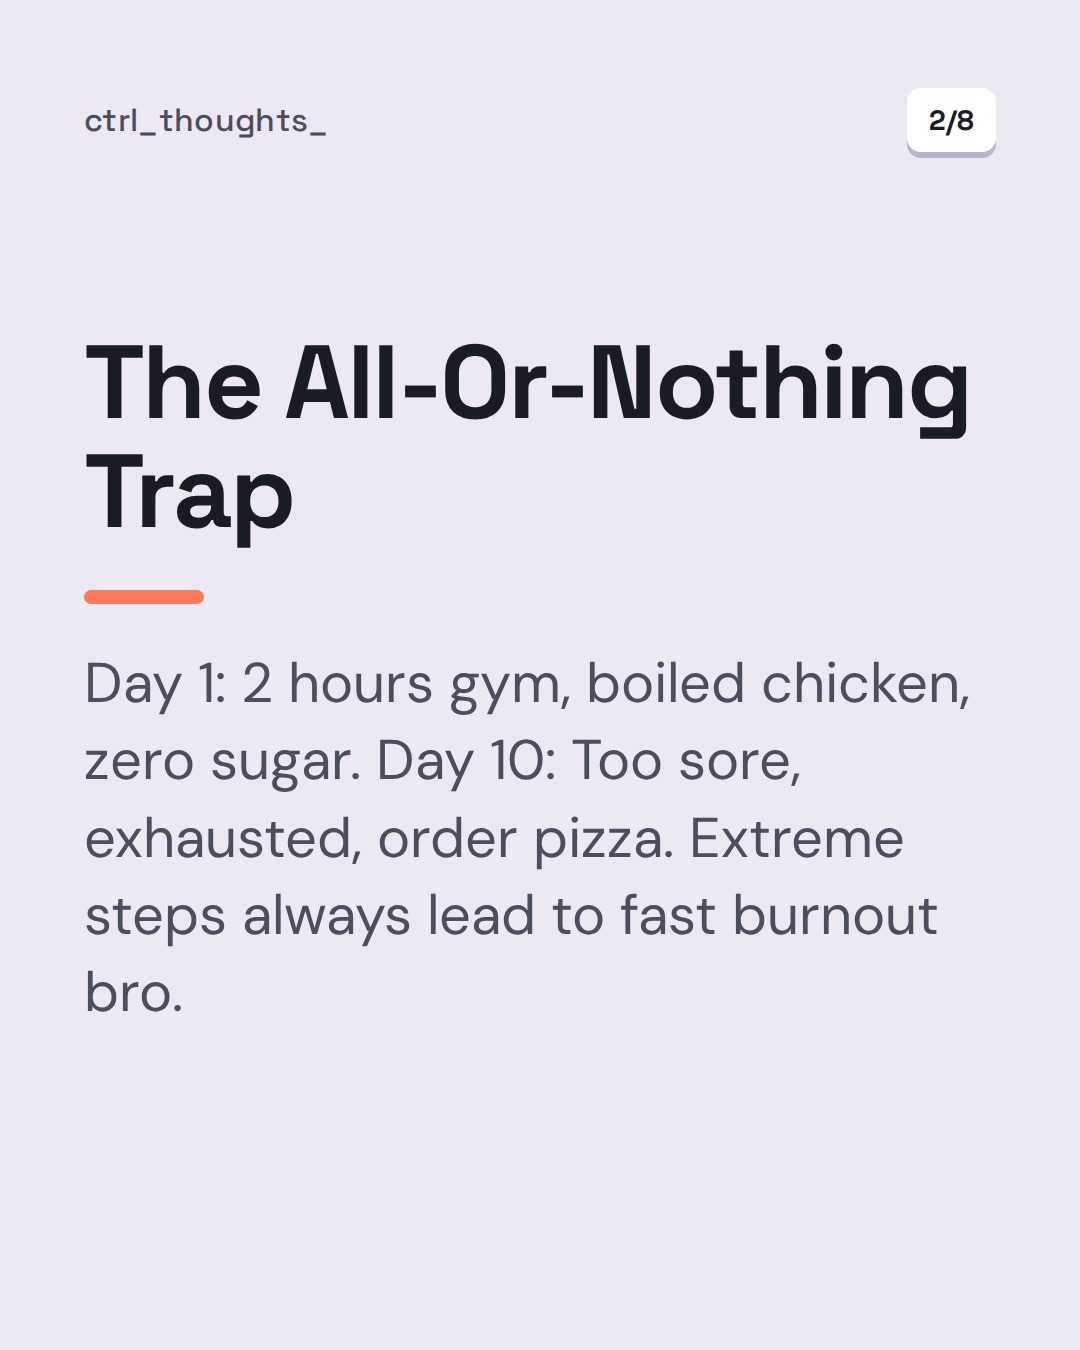 ctrl_thoughts_
2/8
The All-Or-Nothing
Trap
Day 1: 2 hours gym, boiled chicken,
zero sugar. Day 10: Too sore,
exhausted, order pizza. Extreme
steps always lead to fast burnout
bro.